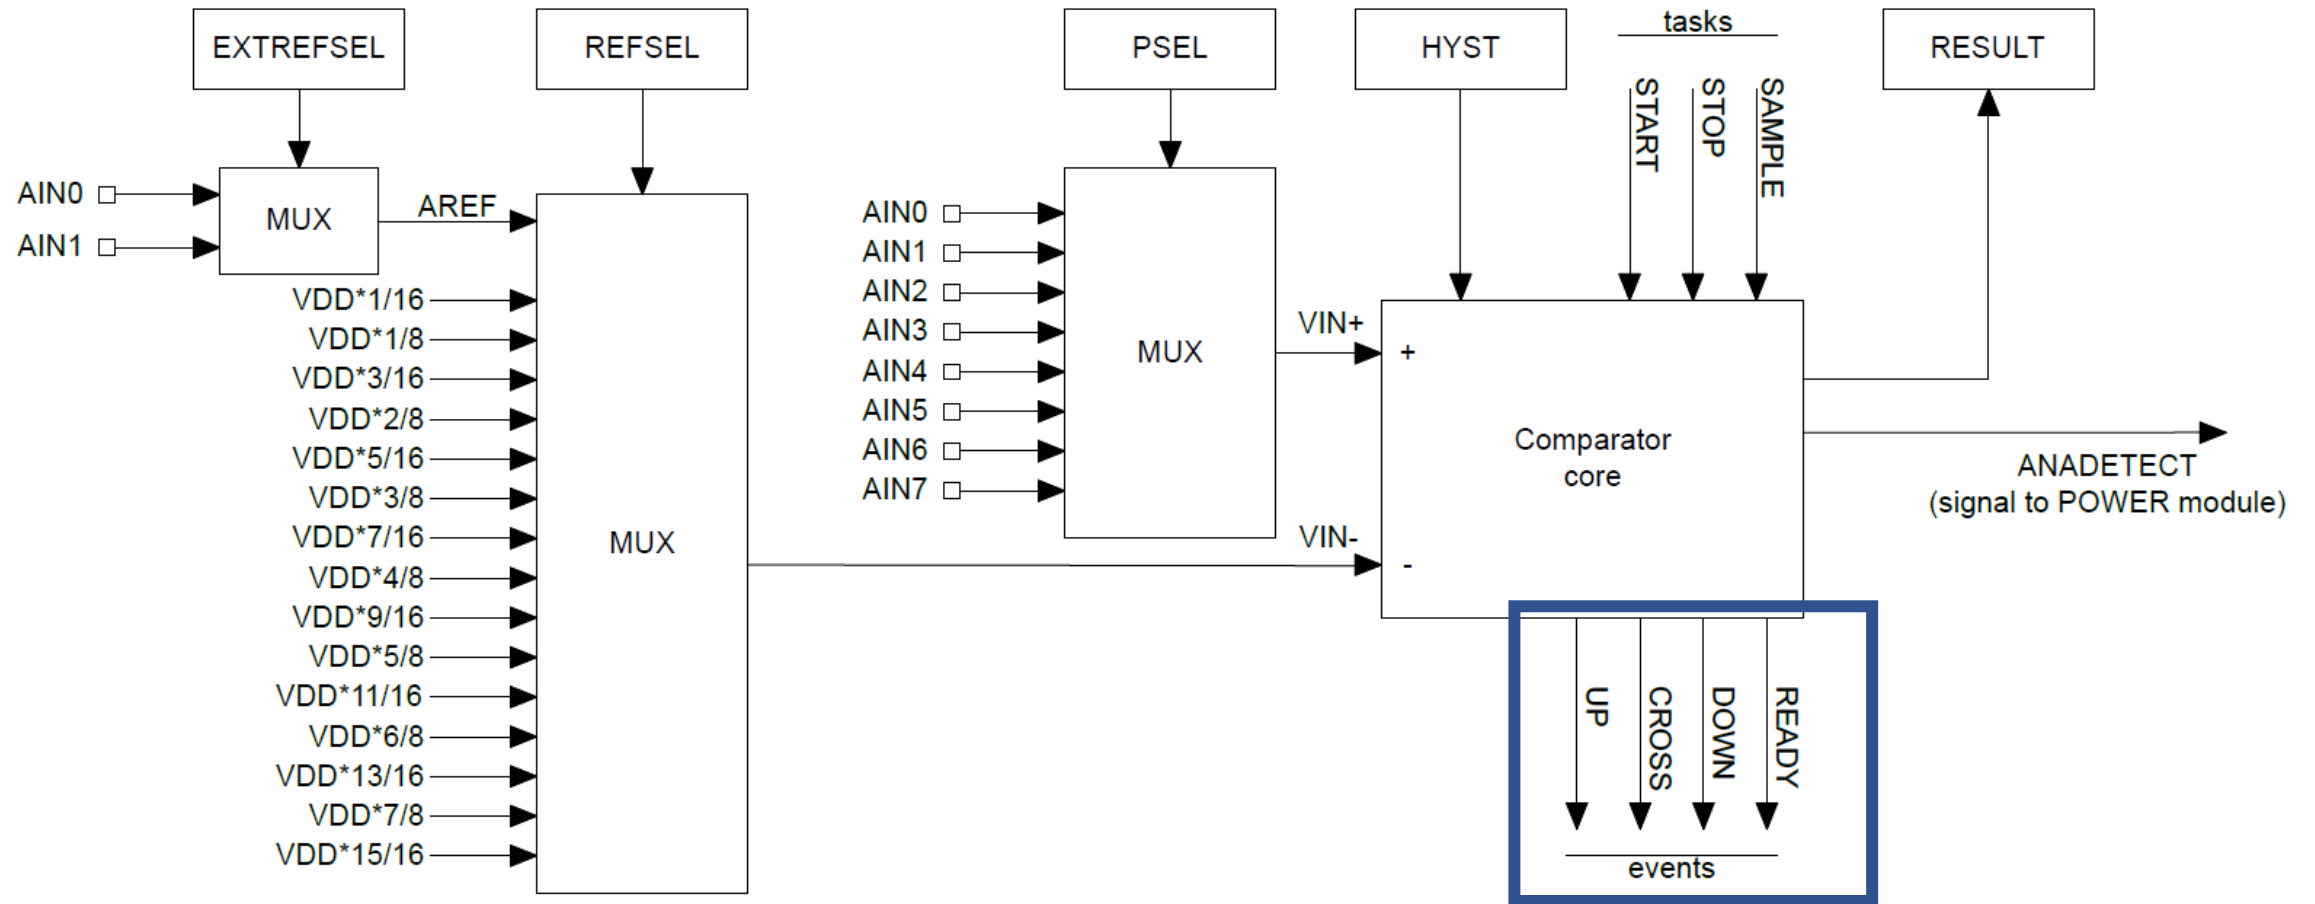 EXTREFSEL
REFSEL
PSEL
HYST
tasks
START
STOP
SAMPLE
RESULT
AIN0
AIN1
MUX
AREF
VDD*1/16
VDD*1/8
VDD*3/16
VDD*2/8
VDD*5/16
VDD*3/8
VDD*7/16
VDD*4/8
VDD*9/16
VDD*5/8
VDD*11/16
VDD*6/8
VDD*13/16
VDD*7/8
VDD*15/16
MUX
AIN0
AIN1
AIN2
AIN3
AIN4
AIN5
AIN6
AIN7
MUX
VIN+
VIN-
+
-
Comparator
core
ANADETECT
(signal to POWER module)
UP
CROSS
DOWN
READY
events